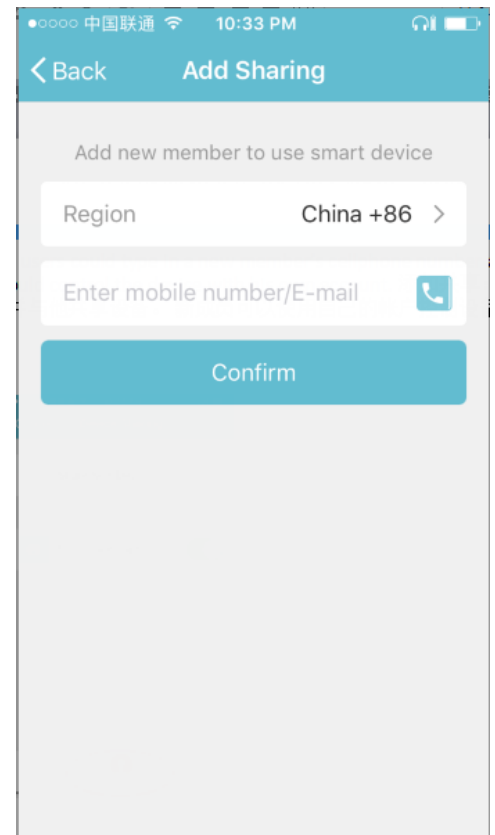 中国联通 10:33 PM
Back Add Sharing
Add new member to use smart device
Region China +86
Enter mobile number/E-mail
Confirm